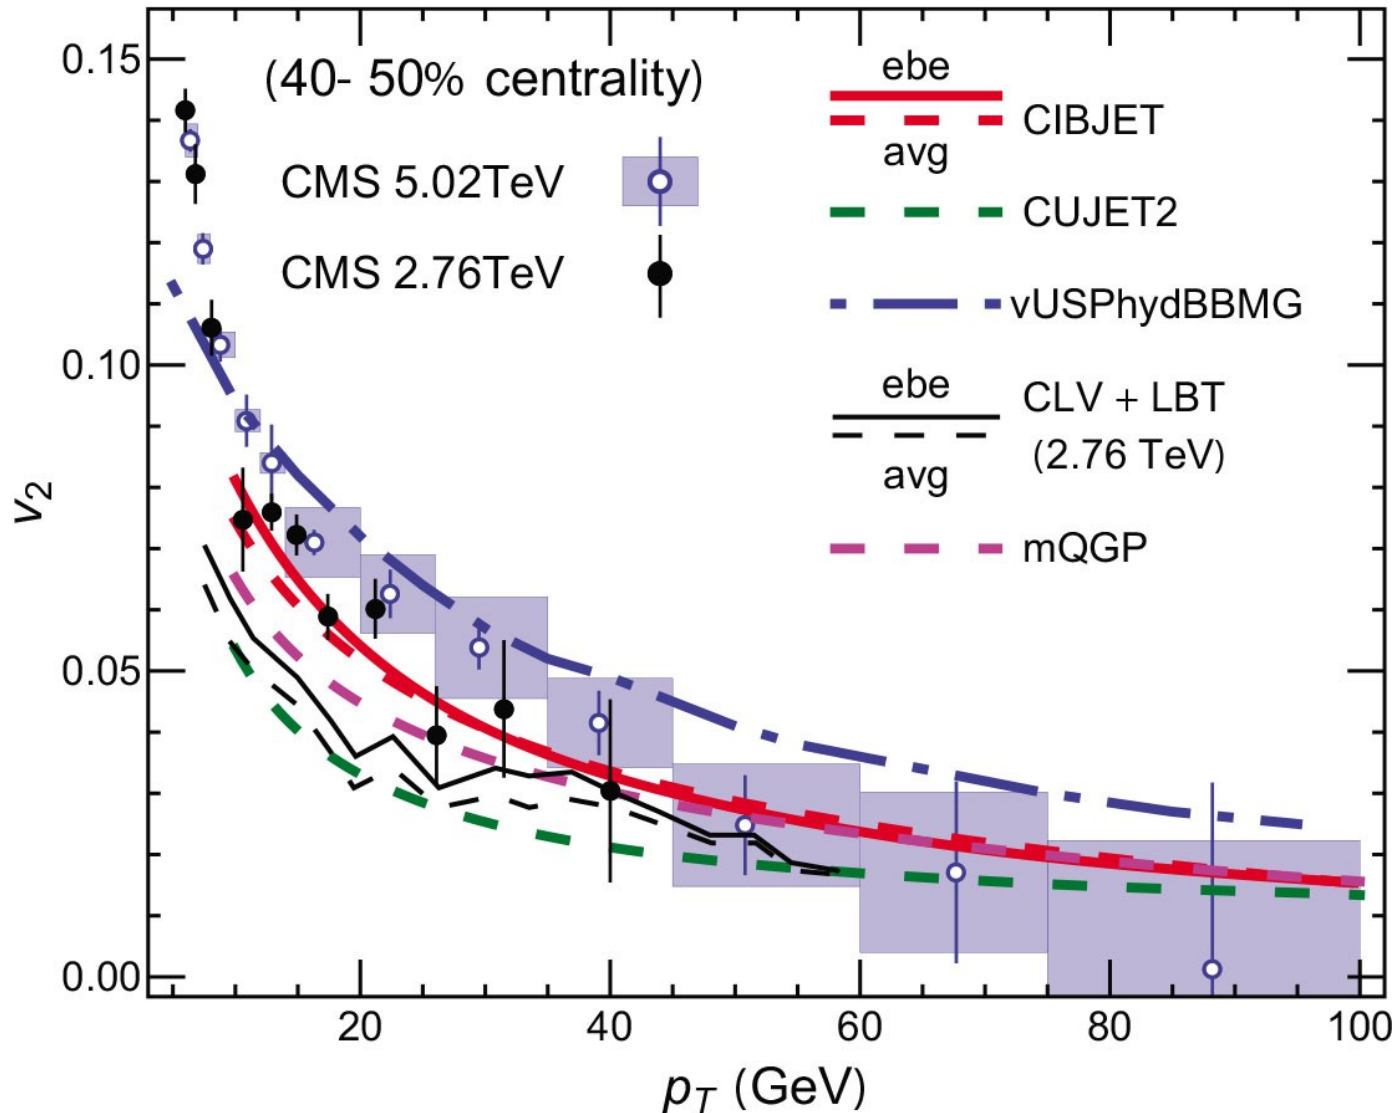 (40- 50% centrality)
CMS 5.02TeV
CMS 2.76TeV
ebe
CIBJET
avg
CUJET2
vUSPhydBBMG
ebe
CLV + LBT
(2.76 TeV)
avg
mQGP
0.15
0.10
0.05
0.00
v2
20 40 60 80 100
pT (GeV)